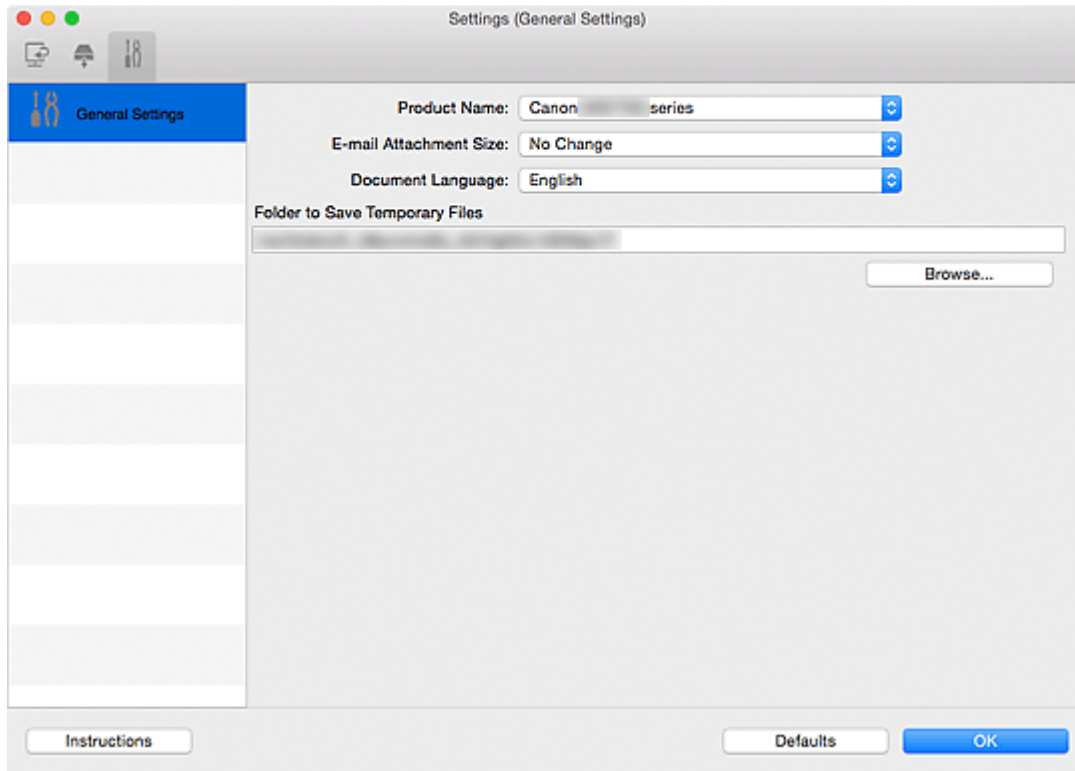 Settings (General Settings)
General Settings
Product Name: Canon series
E-mail Attachment Size: No Change
Document Language: English
Folder to Save Temporary Files
Browse...
Instructions Defaults OK